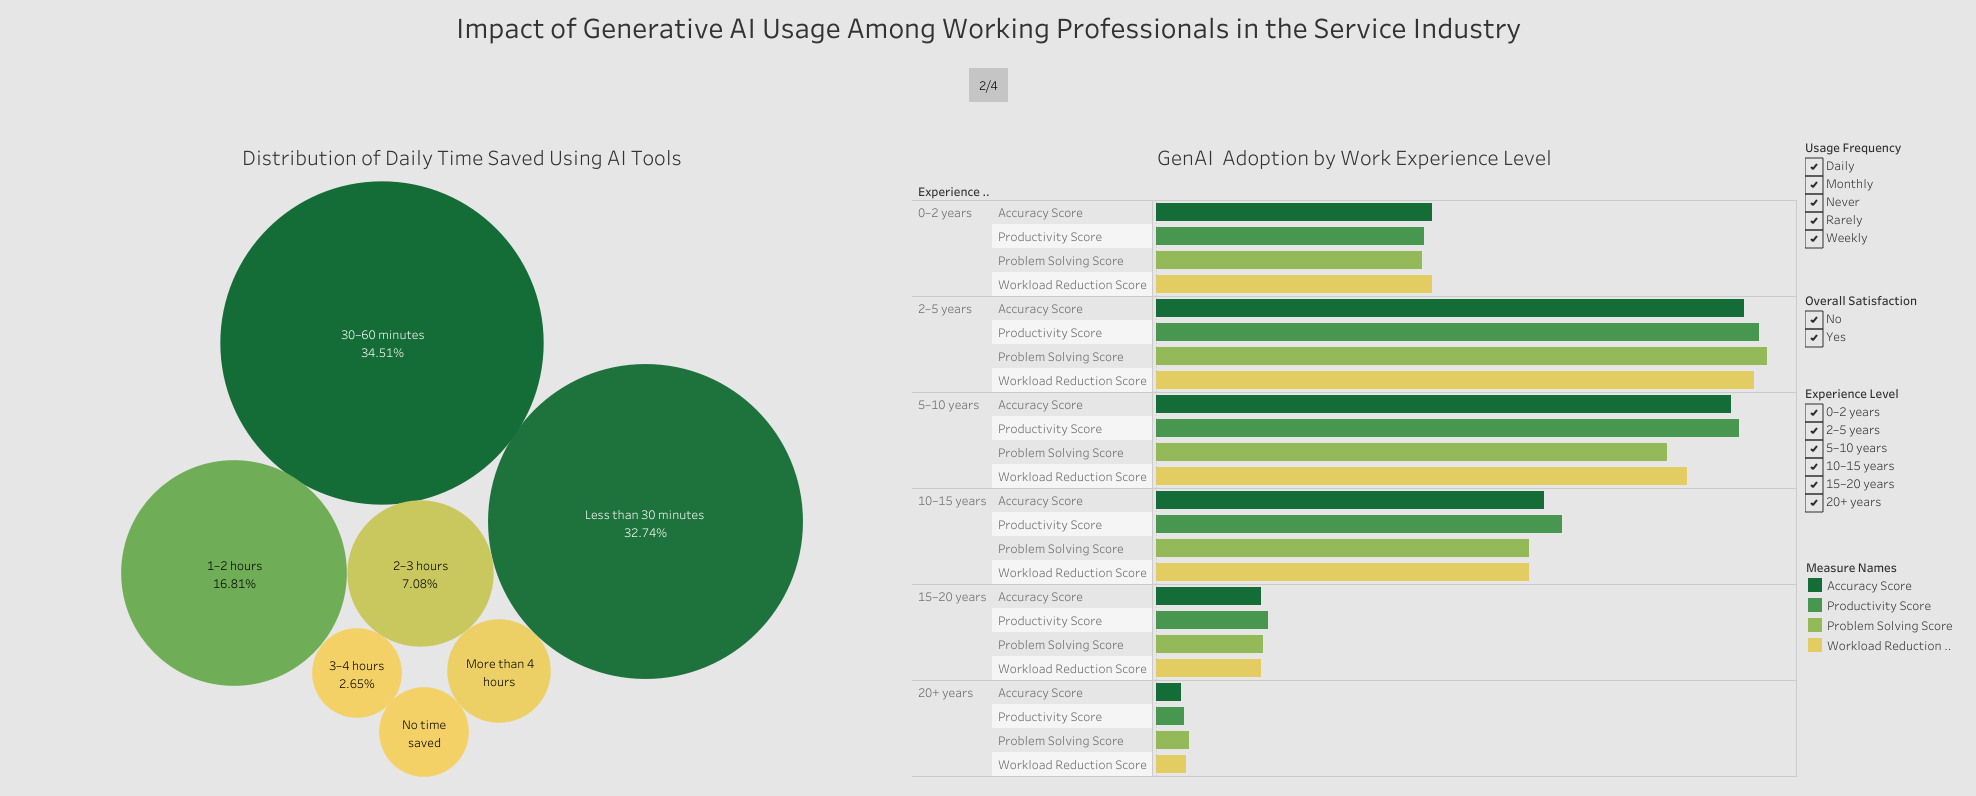 Impact of Generative AI Usage Among Working Professionals in the Service Industry
2/4
Distribution of Daily Time Saved Using AI Tools
30–60 minutes
34.51%
Less than 30 minutes
32.74%
1–2 hours
16.81%
2–3 hours
7.08%
3–4 hours
2.65%
More than 4
hours
No time
saved
GenAI Adoption by Work Experience Level
Experience ..
0–2 years
Accuracy Score
Productivity Score
Problem Solving Score
Workload Reduction Score
2–5 years
Accuracy Score
Productivity Score
Problem Solving Score
Workload Reduction Score
5–10 years
Accuracy Score
Productivity Score
Problem Solving Score
Workload Reduction Score
10–15 years
Accuracy Score
Productivity Score
Problem Solving Score
Workload Reduction Score
15–20 years
Accuracy Score
Productivity Score
Problem Solving Score
Workload Reduction Score
20+ years
Accuracy Score
Productivity Score
Problem Solving Score
Workload Reduction Score
Usage Frequency
Daily
Monthly
Never
Rarely
Weekly
Overall Satisfaction
No
Yes
Experience Level
0–2 years
2–5 years
5–10 years
10–15 years
15–20 years
20+ years
Measure Names
Accuracy Score
Productivity Score
Problem Solving Score
Workload Reduction ..